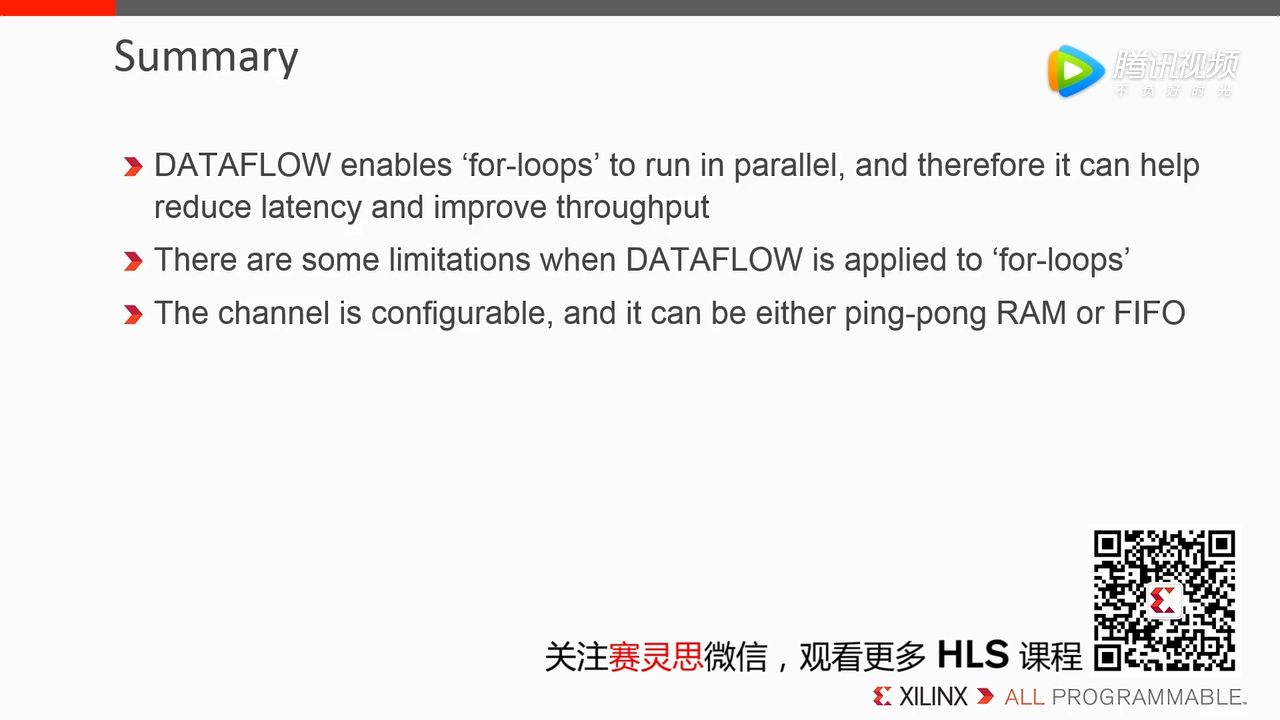 Summary
腾讯视频
不负好时光
DATAFLOW enables ‘for-loops’ to run in parallel, and therefore it can help
reduce latency and improve throughput
There are some limitations when DATAFLOW is applied to ‘for-loops’
The channel is configurable, and it can be either ping-pong RAM or FIFO
关注赛灵思微信，观看更多 HLS 课程
XILINX ALL PROGRAMMABLE™